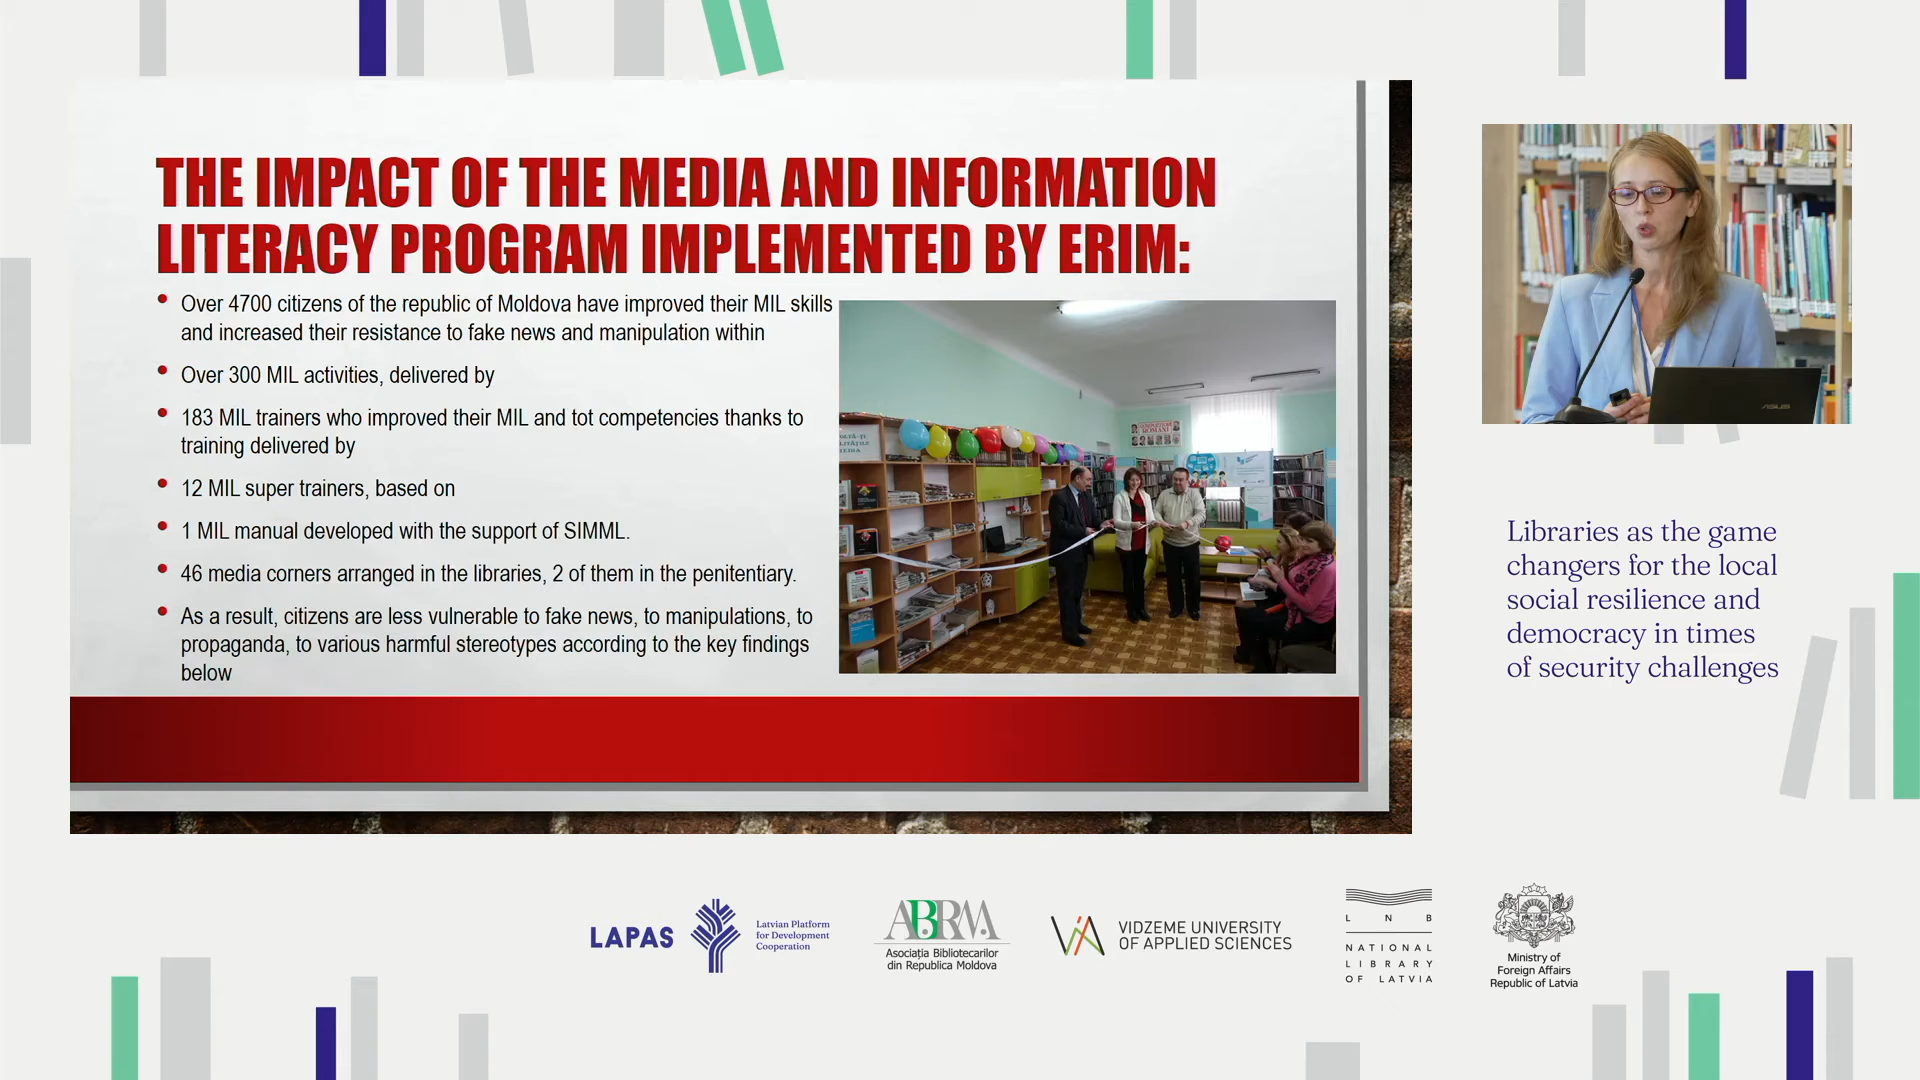 THE IMPACT OF THE MEDIA AND INFORMATION
LITERACY PROGRAM IMPLEMENTED BY ERIM:
• Over 4700 citizens of the republic of Moldova have improved their MIL skills
and increased their resistance to fake news and manipulation within
• Over 300 MIL activities, delivered by
• 183 MIL trainers who improved their MIL and tot competencies thanks to
training delivered by
• 12 MIL super trainers, based on
• 1 MIL manual developed with the support of SIMML.
• 46 media corners arranged in the libraries, 2 of them in the penitentiary.
• As a result, citizens are less vulnerable to fake news, to manipulations, to
propaganda, to various harmful stereotypes according to the key findings
below
ASUS
Libraries as the game
changers for the local
social resilience and
democracy in times
of security challenges
LAPAS
Latvian Platform
for Development
Cooperation
ABRM
Asociația Bibliotecarilor
din Republica Moldova
VIDZEME UNIVERSITY
OF APPLIED SCIENCES
L N B
NATIONAL
LIBRARY
OF LATVIA
Ministry of
Foreign Affairs
Republic of Latvia